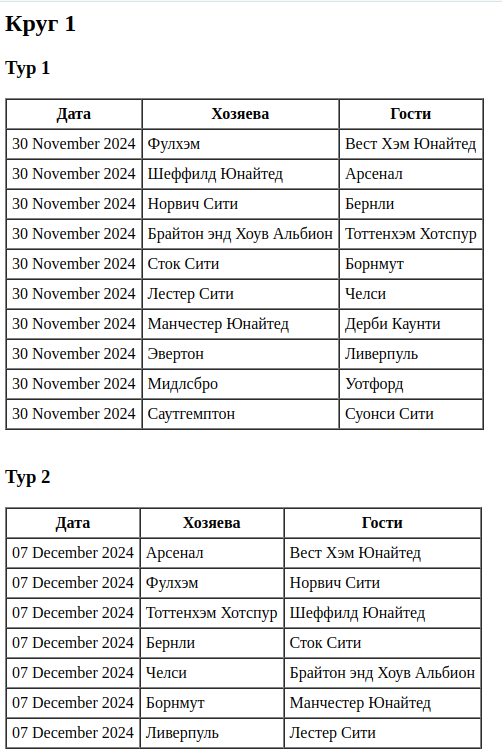 Круг 1
Тур 1
Дата Хозяева Гости
30 November 2024 Фулхэм Вест Хэм Юнайтед
30 November 2024 Шеффилд Юнайтед Арсенал
30 November 2024 Норвич Сити Бернли
30 November 2024 Брайтон энд Хоув Альбион Тоттенхэм Хотспур
30 November 2024 Сток Сити Борнмут
30 November 2024 Лестер Сити Челси
30 November 2024 Манчестер Юнайтед Дерби Каунти
30 November 2024 Эвертон Ливерпуль
30 November 2024 Мидлсбро Уотфорд
30 November 2024 Саутгемптон Суонси Сити
Тур 2
Дата Хозяева Гости
07 December 2024 Арсенал Вест Хэм Юнайтед
07 December 2024 Фулхэм Норвич Сити
07 December 2024 Тоттенхэм Хотспур Шеффилд Юнайтед
07 December 2024 Бернли Сток Сити
07 December 2024 Челси Брайтон энд Хоув Альбион
07 December 2024 Борнмут Манчестер Юнайтед
07 December 2024 Ливерпуль Лестер Сити